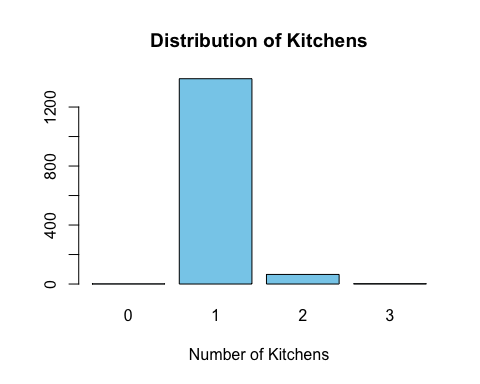 Distribution of Kitchens
1200
800
400
0
0 1 2 3
Number of Kitchens